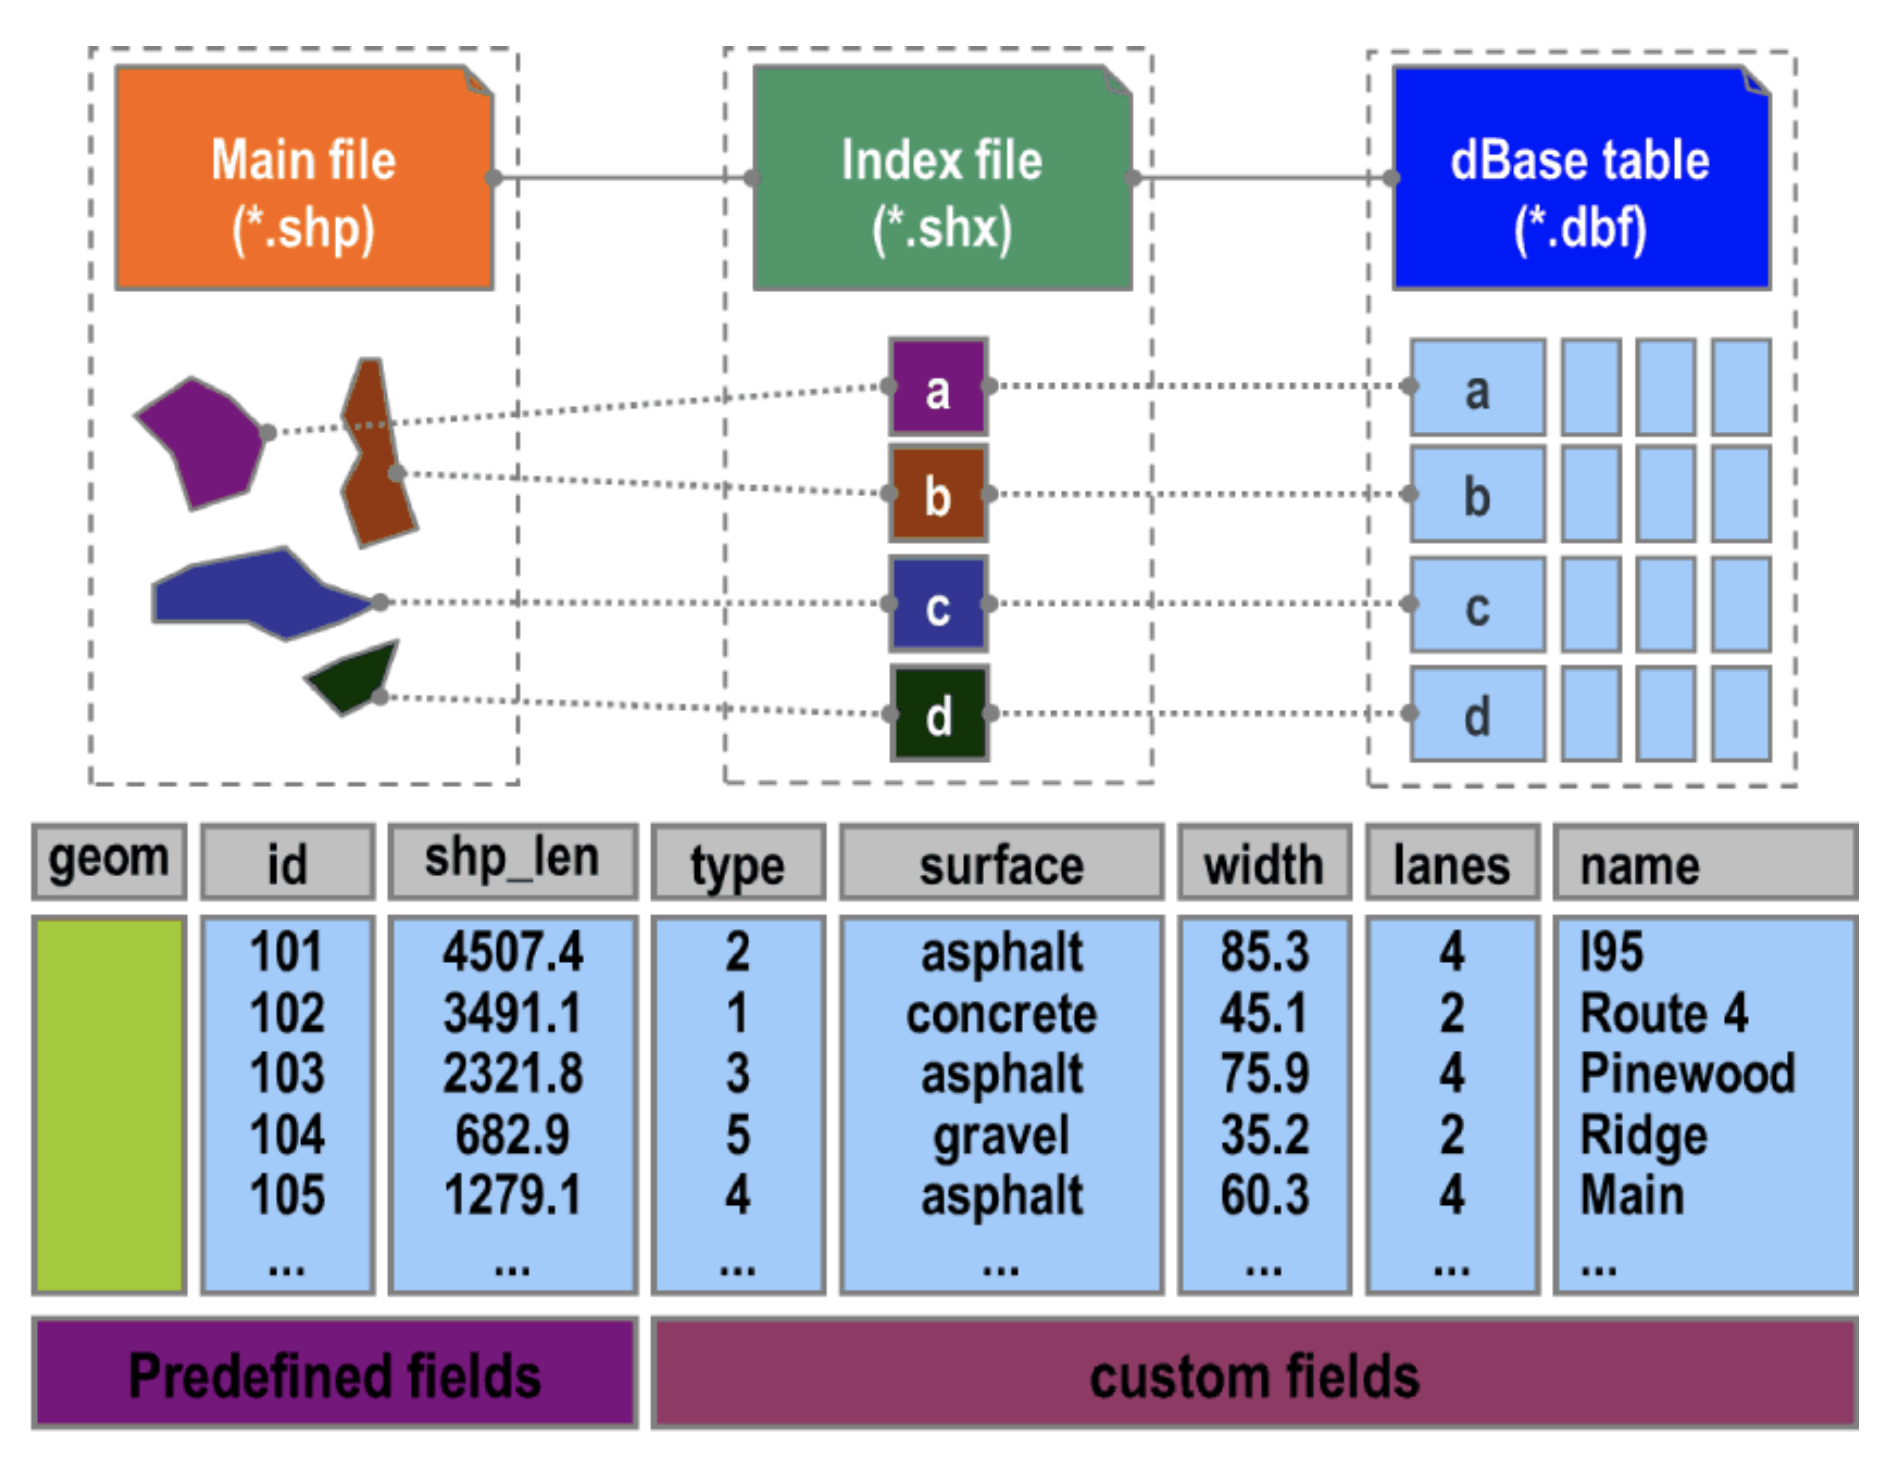 Main file
(*.shp)
Index file
(*.shx)
dBase table
(*.dbf)
a
a
b
b
c
c
d
d
geom id shp_len type surface width lanes name
101 4507.4 2 asphalt 85.3 4 I95
102 3491.1 1 concrete 45.1 2 Route 4
103 2321.8 3 asphalt 75.9 4 Pinewood
104 682.9 5 gravel 35.2 2 Ridge
105 1279.1 4 asphalt 60.3 4 Main
... ... ... ... ... ... ...
Predefined fields
custom fields